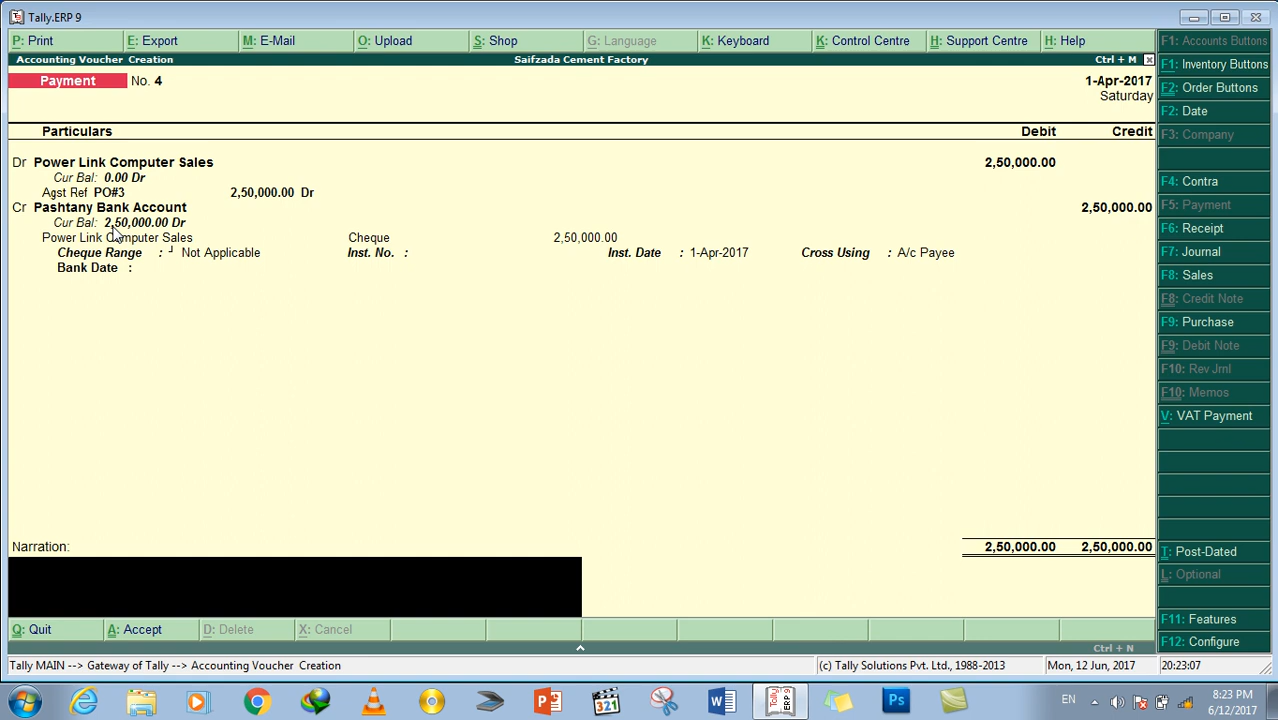 Tally.ERP 9
P: Print E: Export M: E-Mail O: Upload S: Shop G: Language K: Keyboard K: Control Centre H: Support Centre H: Help
Accounting Voucher Creation Saifzada Cement Factory Ctrl + M
Payment No. 4 1-Apr-2017
Saturday
Particulars Debit Credit
Dr Power Link Computer Sales 2,50,000.00
Cur Bal: 0.00 Dr
Agst Ref PO#3 2,50,000.00 Dr
Cr Pashtany Bank Account 2,50,000.00
Cur Bal: 2,50,000.00 Dr
Power Link Computer Sales Cheque 2,50,000.00
Cheque Range : ┘ Not Applicable Inst. No. : Inst. Date : 1-Apr-2017 Cross Using : A/c Payee
Bank Date :
Narration: 2,50,000.00 2,50,000.00
Q: Quit A: Accept D: Delete X: Cancel
Ctrl + N
Tally MAIN --> Gateway of Tally --> Accounting Voucher Creation (c) Tally Solutions Pvt. Ltd., 1988-2013 Mon, 12 Jun, 2017 20:23:07
F1: Accounts Buttons
F1: Inventory Buttons
F2: Order Buttons
F2: Date
F3: Company
F4: Contra
F5: Payment
F6: Receipt
F7: Journal
F8: Sales
F8: Credit Note
F9: Purchase
F9: Debit Note
F10: Rev Jrnl
F10: Memos
V: VAT Payment
T: Post-Dated
L: Optional
F11: Features
F12: Configure
321
Tally
ERP 9
Ps
EN
8:23 PM
6/12/2017